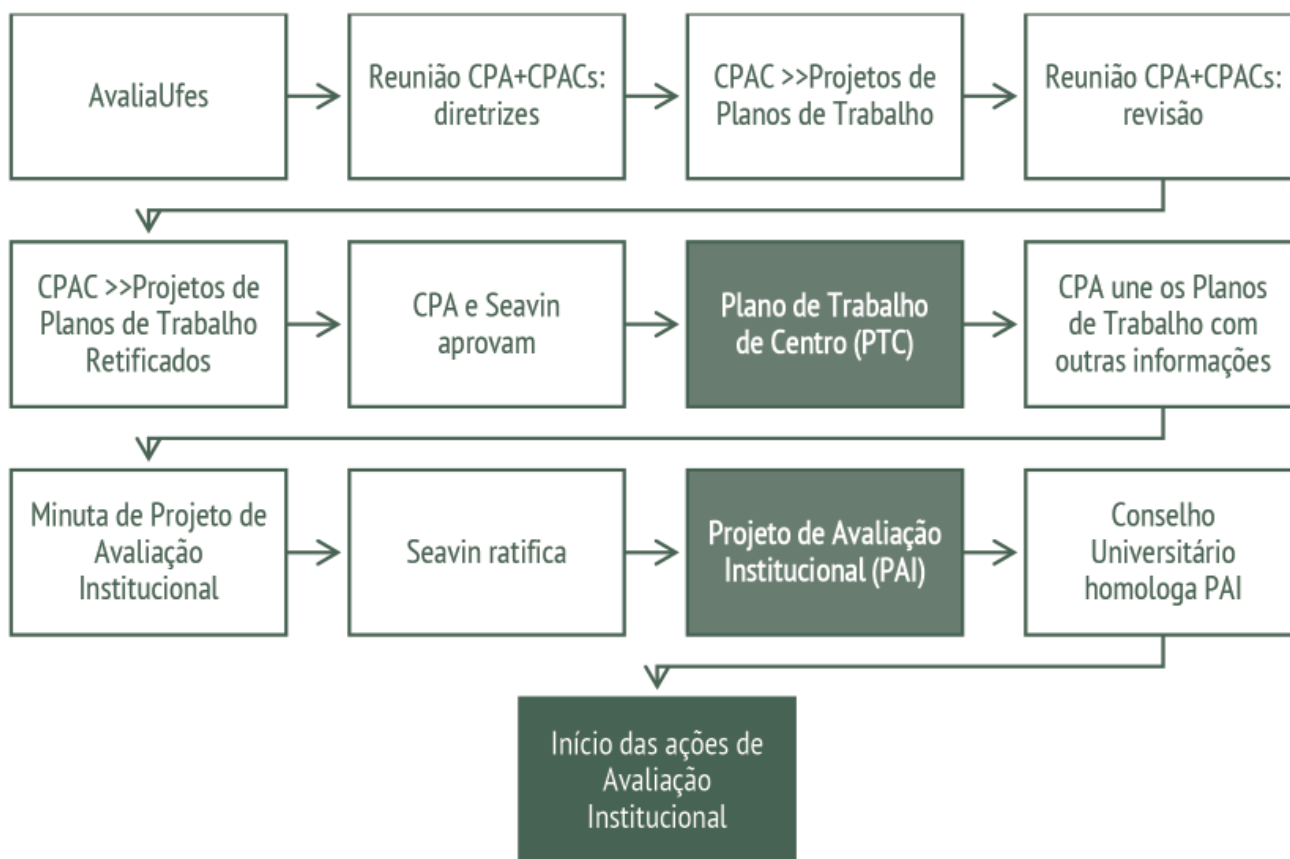 AvaliaUfes
Reunião CPA+CPACs:
diretrizes
CPAC >>Projetos de
Planos de Trabalho
Reunião CPA+CPACs:
revisão
CPAC >>Projetos de
Planos de Trabalho
Retificados
CPA e Seavin
aprovam
Plano de Trabalho
de Centro (PTC)
CPA une os Planos
de Trabalho com
outras informações
Minuta de Projeto de
Avaliação
Institucional
Seavin ratifica
Projeto de Avaliação
Institucional (PAI)
Conselho
Universitário
homologa PAI
Início das ações de
Avaliação
Institucional